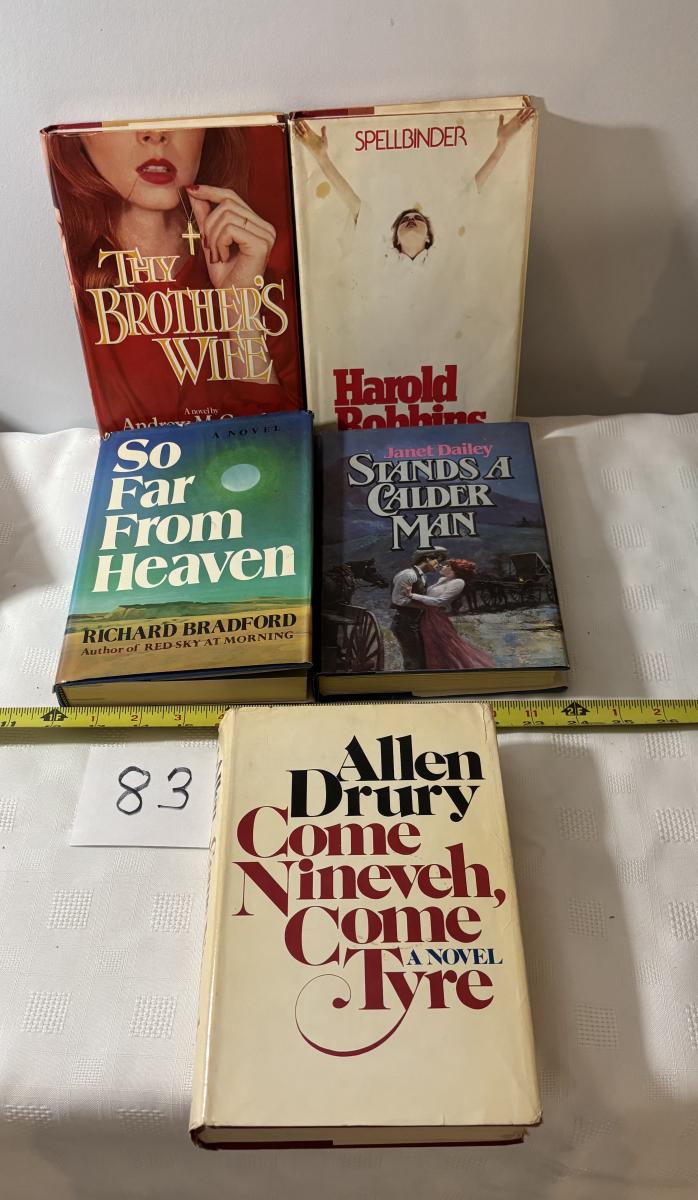 THY
BROTHER'S
WIFE
A novel by
SPELLBINDER
Harold
Robbins
A NOVEL
So
Far
From
Heaven
RICHARD BRADFORD
Author of RED SKY AT MORNING
Janet Dailey
STANDS A
CALDER
MAN
83
Allen
Drury
Come
Nineveh,
Come
A NOVEL
Tyre